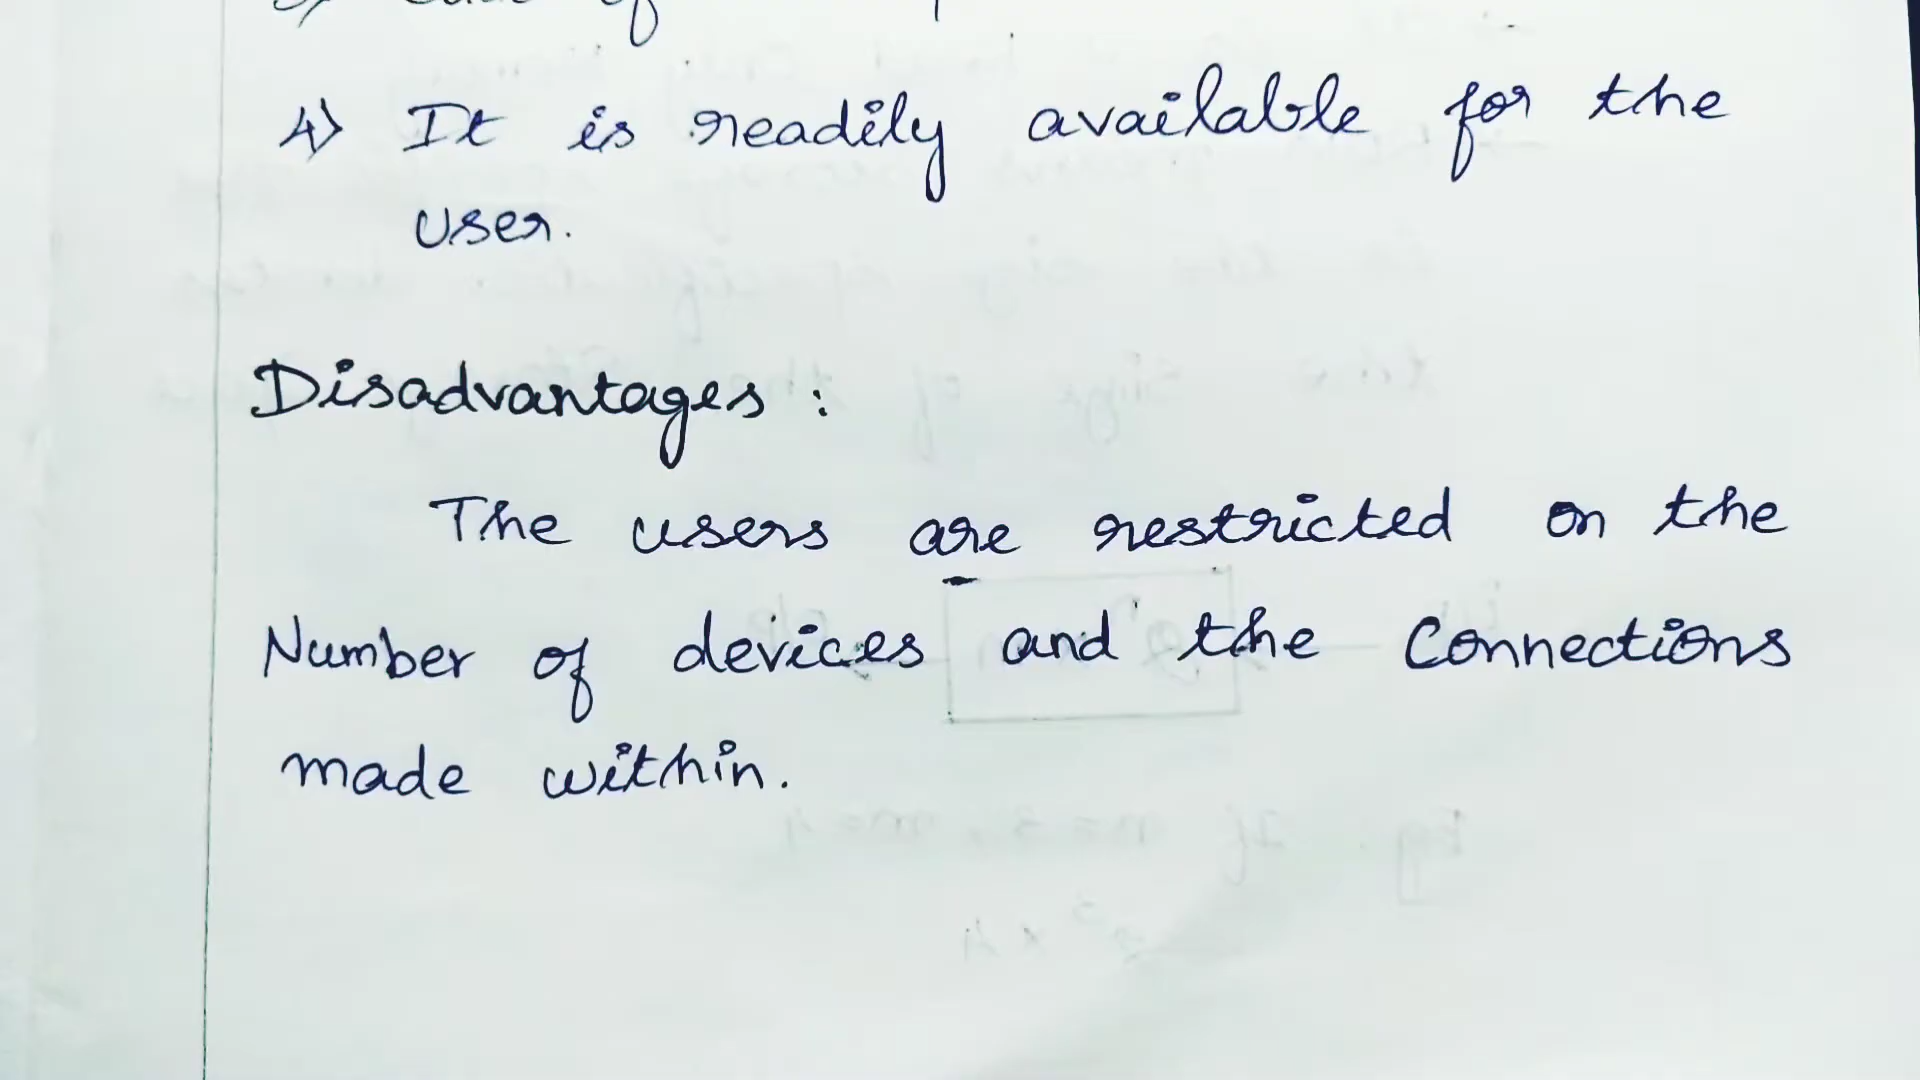 4) It is readily available for the
user.
Disadvantages :
The users are restricted on the
Number of devices and the Connections
made within.